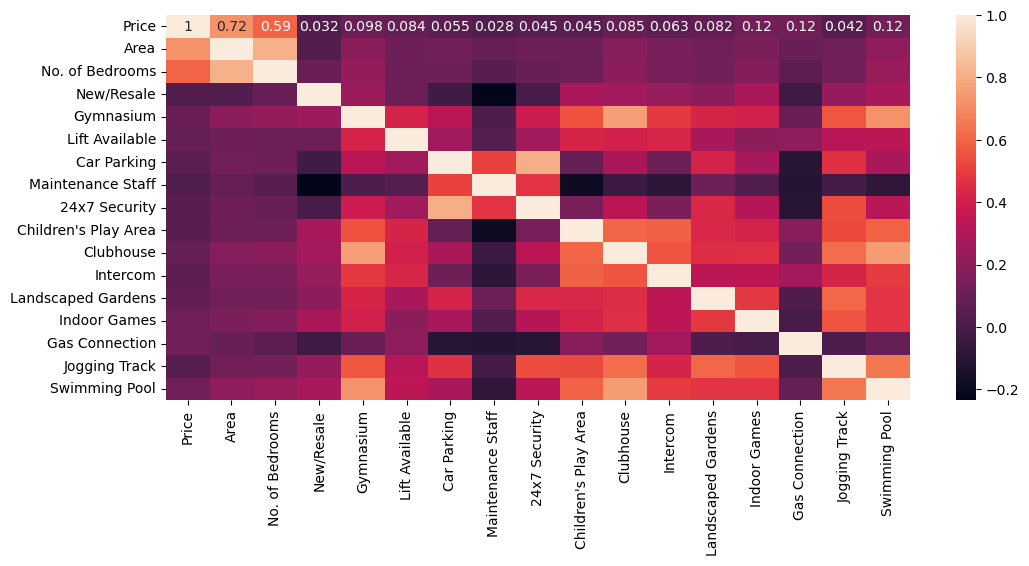 Price 1 0.72 0.59 0.032 0.098 0.084 0.055 0.028 0.045 0.045 0.085 0.063 0.082 0.12 0.12 0.042 0.12
Area
No. of Bedrooms
New/Resale
Gymnasium
Lift Available
Car Parking
Maintenance Staff
24x7 Security
Children's Play Area
Clubhouse
Intercom
Landscaped Gardens
Indoor Games
Gas Connection
Jogging Track
Swimming Pool
Price
Area
No. of Bedrooms
New/Resale
Gymnasium
Lift Available
Car Parking
Maintenance Staff
24x7 Security
Children's Play Area
Clubhouse
Intercom
Landscaped Gardens
Indoor Games
Gas Connection
Jogging Track
Swimming Pool
1.0
0.8
0.6
0.4
0.2
0.0
−0.2